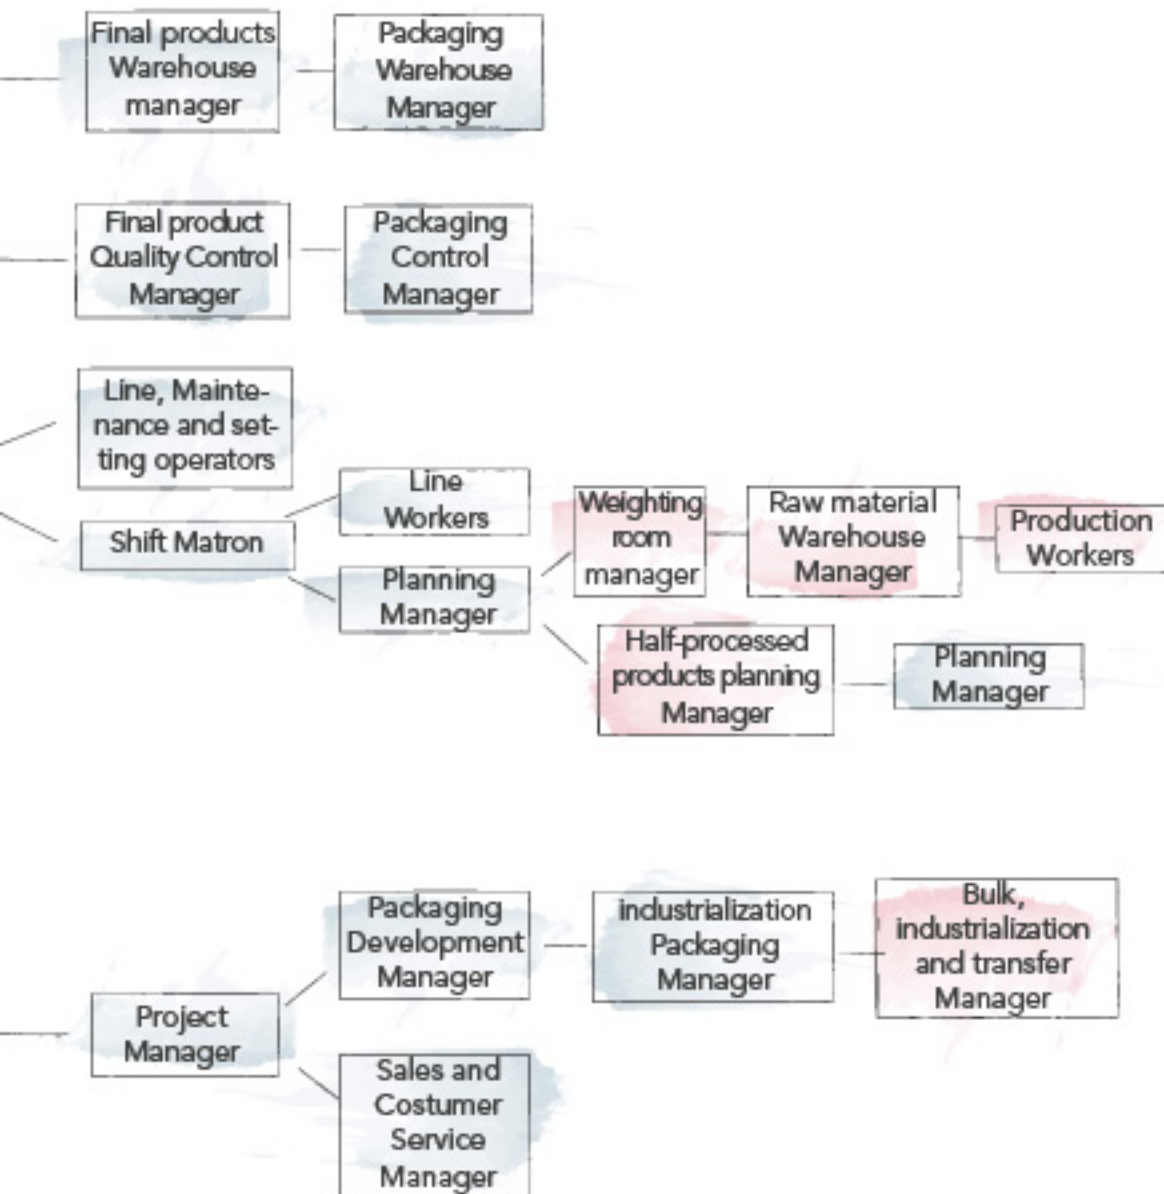 Final products
Warehouse
manager
Packaging
Warehouse
Manager
Final product
Quality Control
Manager
Packaging
Control
Manager
Line, Mainte-
nance and set-
ting operators
Shift Matron
Line
Workers
Planning
Manager
Weighting
room
manager
Raw material
Warehouse
Manager
Production
Workers
Half-processed
products planning
Manager
Planning
Manager
Project
Manager
Packaging
Development
Manager
industrialization
Packaging
Manager
Bulk,
industrialization
and transfer
Manager
Sales and
Costumer
Service
Manager